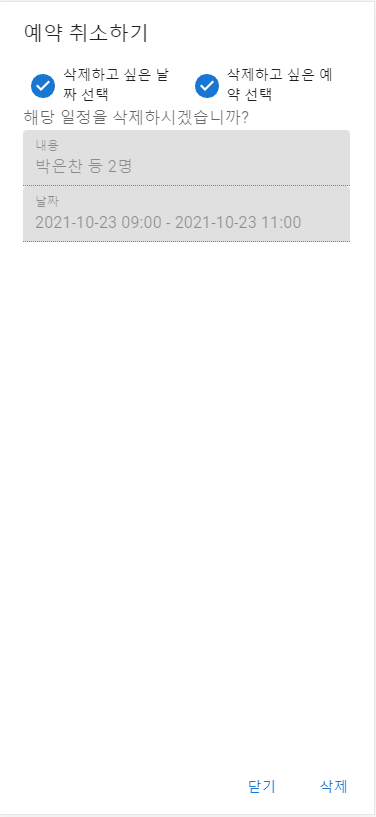 예약 취소하기
삭제하고 싶은 날
짜 선택
삭제하고 싶은 예
약 선택
해당 일정을 삭제하시겠습니까?
내용
박은찬 등 2명
날짜
2021-10-23 09:00 - 2021-10-23 11:00
닫기
삭제